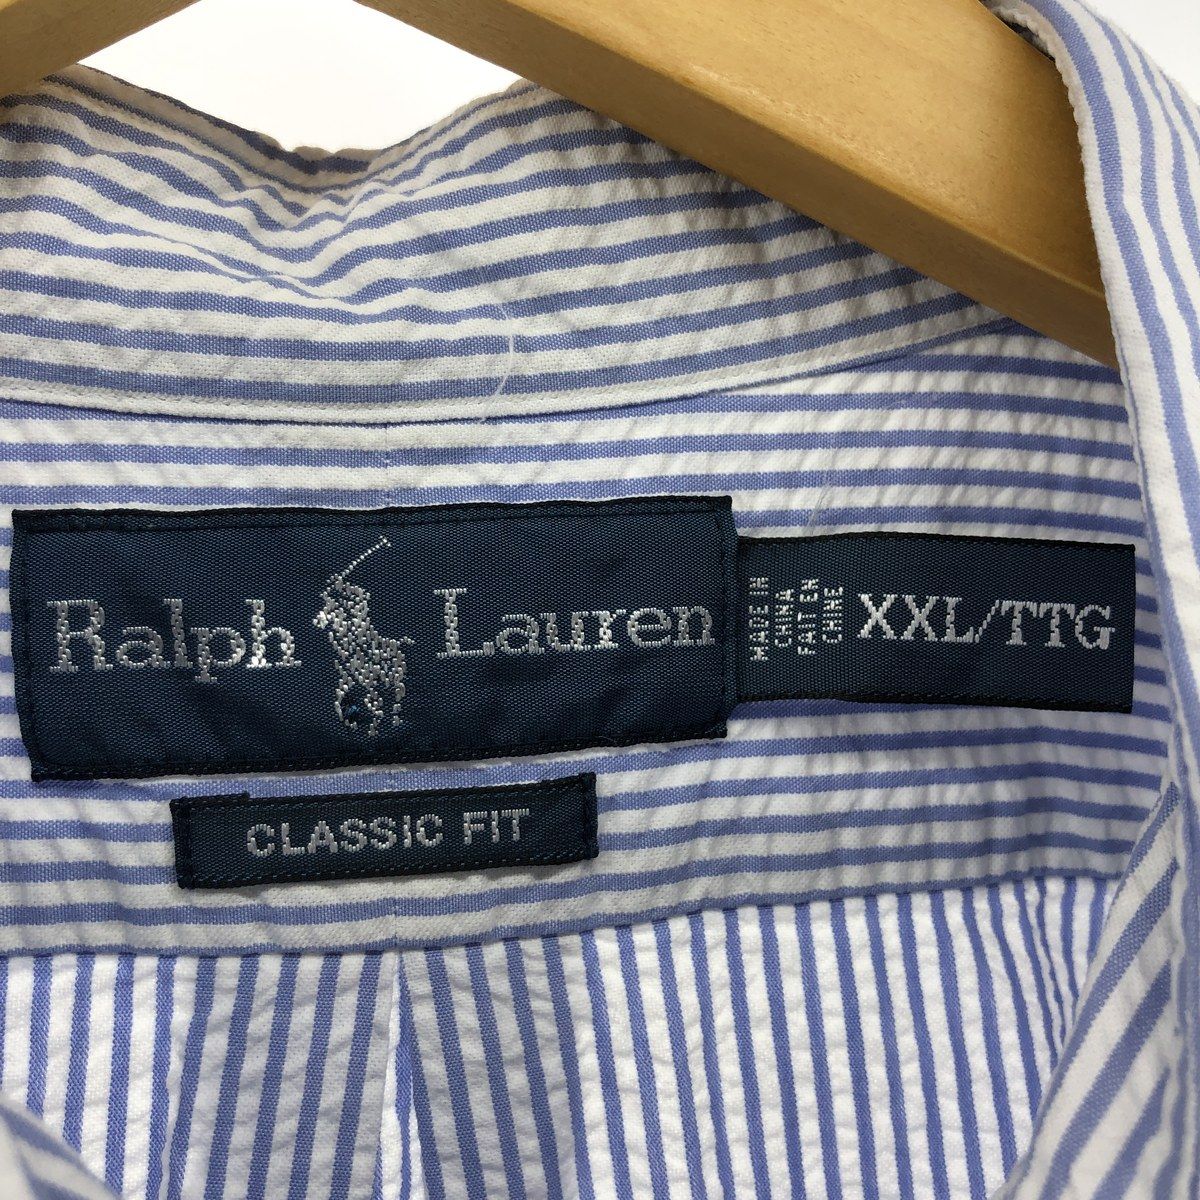 Ralph Lauren
MADE IN
CHINA
FAIT EN
CHINE
XXL/TTG
CLASSIC FIT